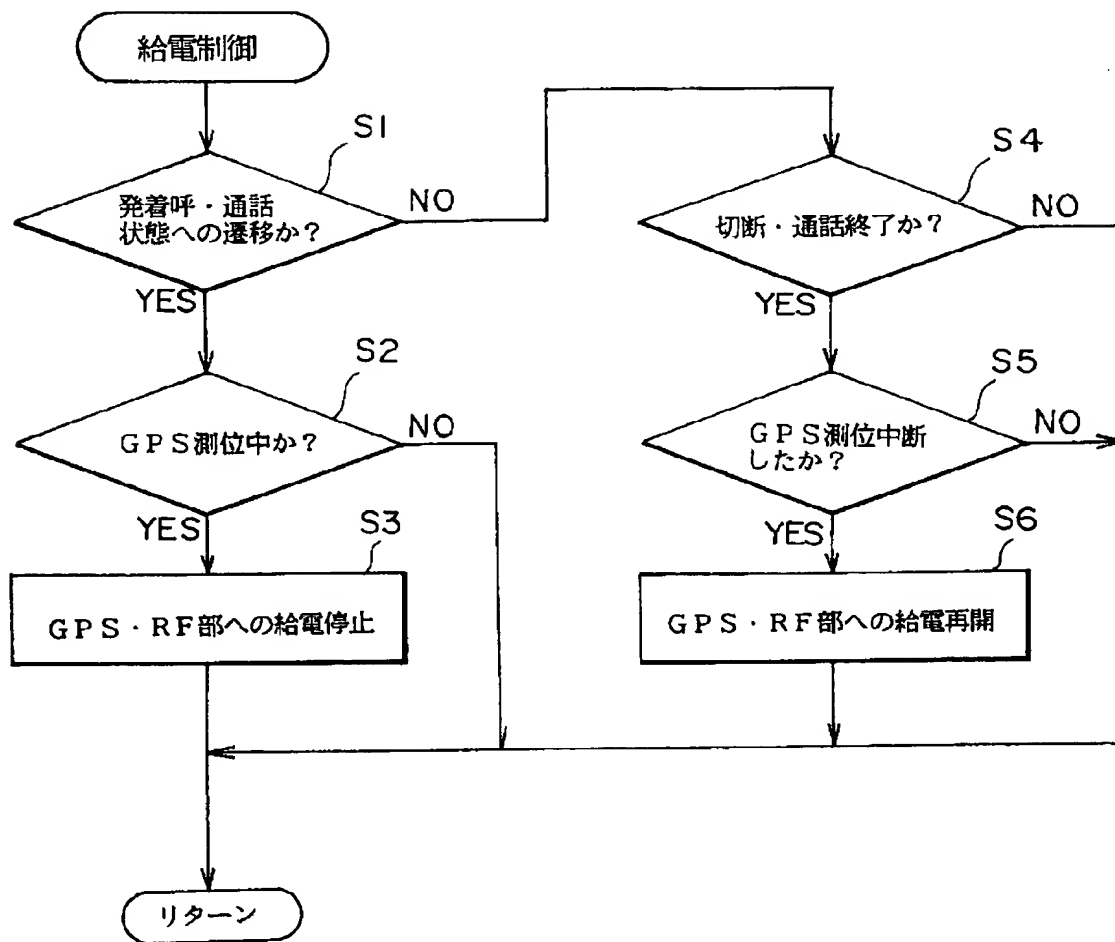 給電制御
S1
発着呼・通話
状態への遷移か？
NO
YES
S2
GPS測位中か？
NO
YES
S3
GPS・RF部への給電停止
S4
切断・通話終了か？
NO
YES
S5
GPS測位中断
したか？
NO
YES
S6
GPS・RF部への給電再開
リターン